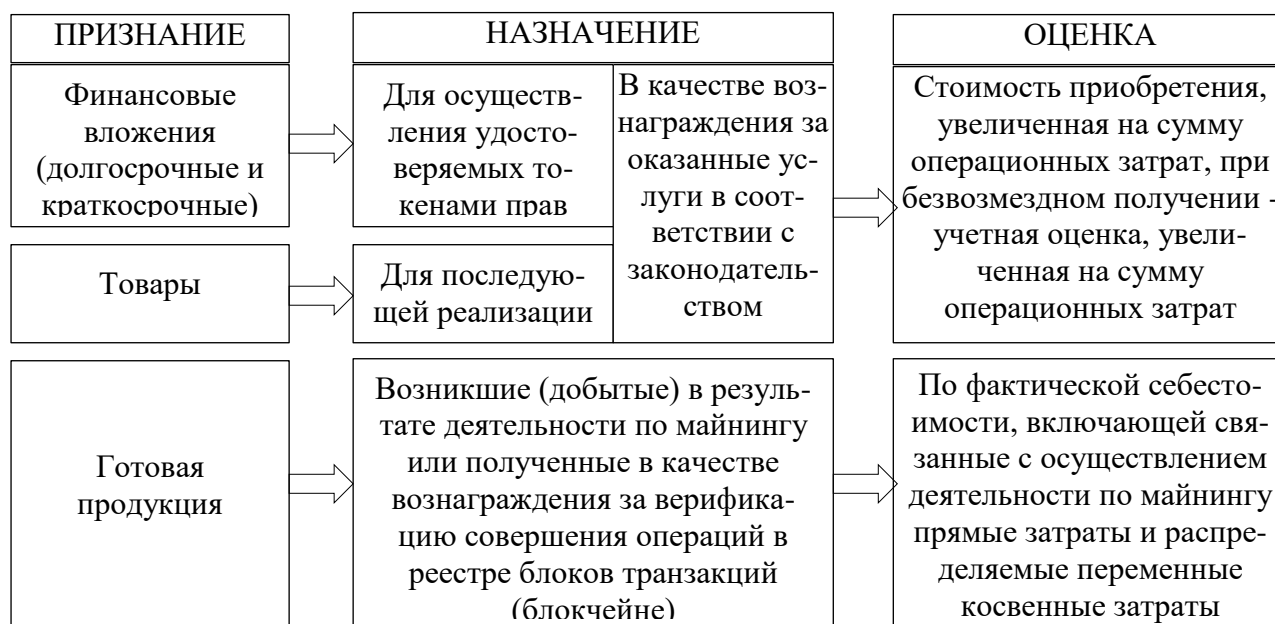 ПРИЗНАНИЕ
НАЗНАЧЕНИЕ
ОЦЕНКА
Финансовые
вложения
(долгосрочные и
краткосрочные)
Для осуществ-
ления удосто-
веряемых то-
кенами прав
В качестве воз-
награждения за
оказанные ус-
луги в соот-
ветствии с
законодатель-
ством
Стоимость приобретения,
увеличенная на сумму
операционных затрат, при
безвозмездном получении -
учетная оценка, увели-
ченная на сумму
операционных затрат
Товары
Для последую-
щей реализации
Готовая
продукция
Возникшие (добытые) в резуль-
тате деятельности по майнингу
или полученные в качестве
вознаграждения за верифика-
цию совершения операций в
реестре блоков транзакций
(блокчейне)
По фактической себесто-
имости, включающей свя-
занные с осуществлением
деятельности по майнингу
прямые затраты и распре-
деляемые переменные
косвенные затраты